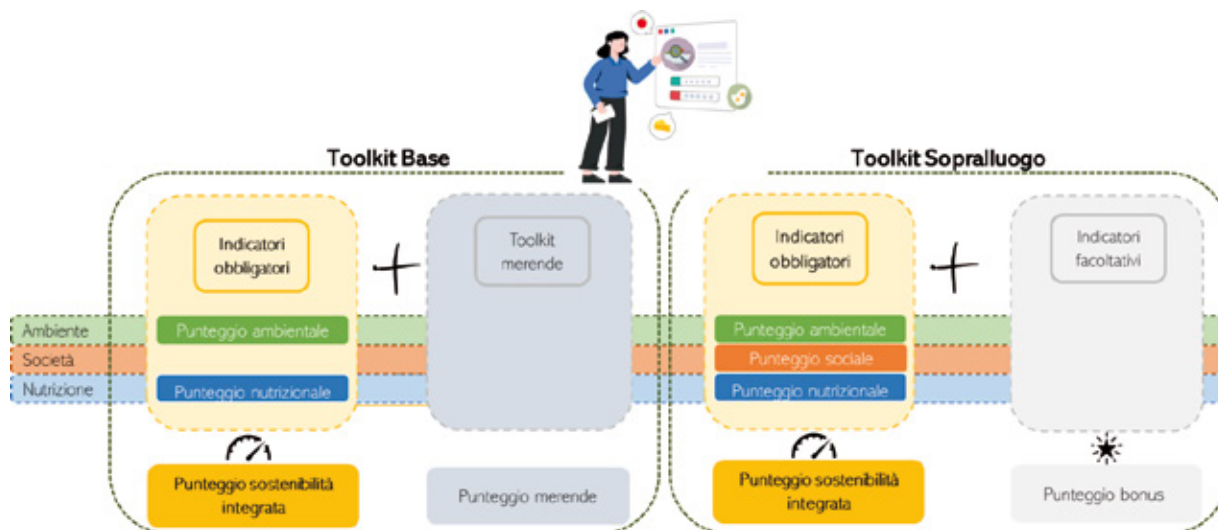 Toolkit Base
Toolkit Sopralluogo
Indicatori
obbligatori
Toolkit
merende
Indicatori
obbligatori
Indicatori
facoltativi
Ambiente
Punteggio ambientale
Punteggio ambientale
Società
Punteggio sociale
Nutrizione
Punteggio nutrizionale
Punteggio nutrizionale
Punteggio sostenibilità
integrata
Punteggio merende
Punteggio sostenibilità
integrata
Punteggio bonus